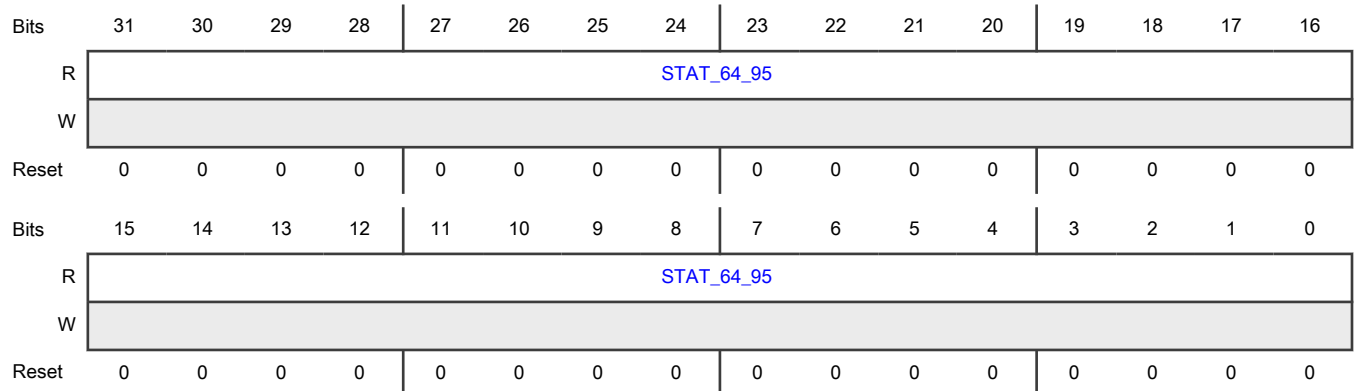 Bits 31 30 29 28 27 26 25 24 23 22 21 20 19 18 17 16
R STAT_64_95
W
Reset 0 0 0 0 0 0 0 0 0 0 0 0 0 0 0 0
Bits 15 14 13 12 11 10 9 8 7 6 5 4 3 2 1 0
R STAT_64_95
W
Reset 0 0 0 0 0 0 0 0 0 0 0 0 0 0 0 0